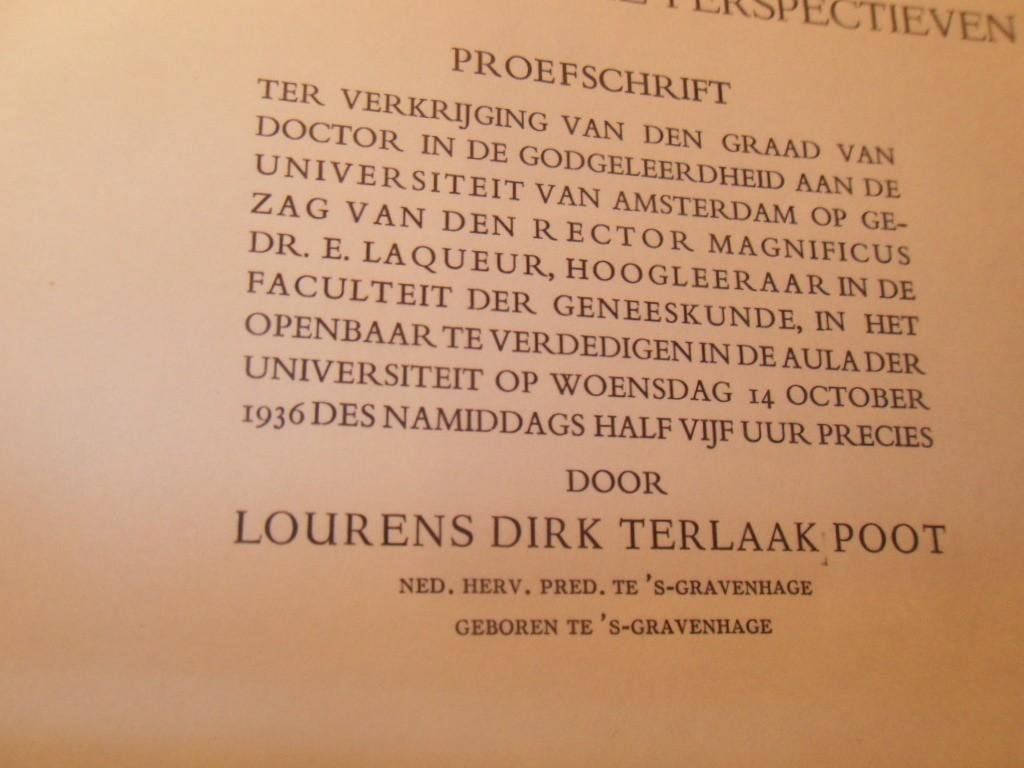 PERSPECTIEVEN
PROEFSCHRIFT
TER VERKRIJGING VAN DEN GRAAD VAN
DOCTOR IN DE GODGELEERDHEID AAN DE
UNIVERSITEIT VAN AMSTERDAM OP GE-
ZAG VAN DEN RECTOR MAGNIFICUS
DR. E. LAQUEUR, HOOGLEERAAR IN DE
FACULTEIT DER GENEESKUNDE, IN HET
OPENBAAR TE VERDEDIGEN IN DE AULA DER
UNIVERSITEIT OP WOENSDAG 14 OCTOBER
1936 DES NAMIDDAGS HALF VIJF UUR PRECIES
DOOR
LOURENS DIRK TERLAAK POOT
NED. HERV. PRED. TE 'S-GRAVENHAGE
GEBOREN TE 'S-GRAVENHAGE